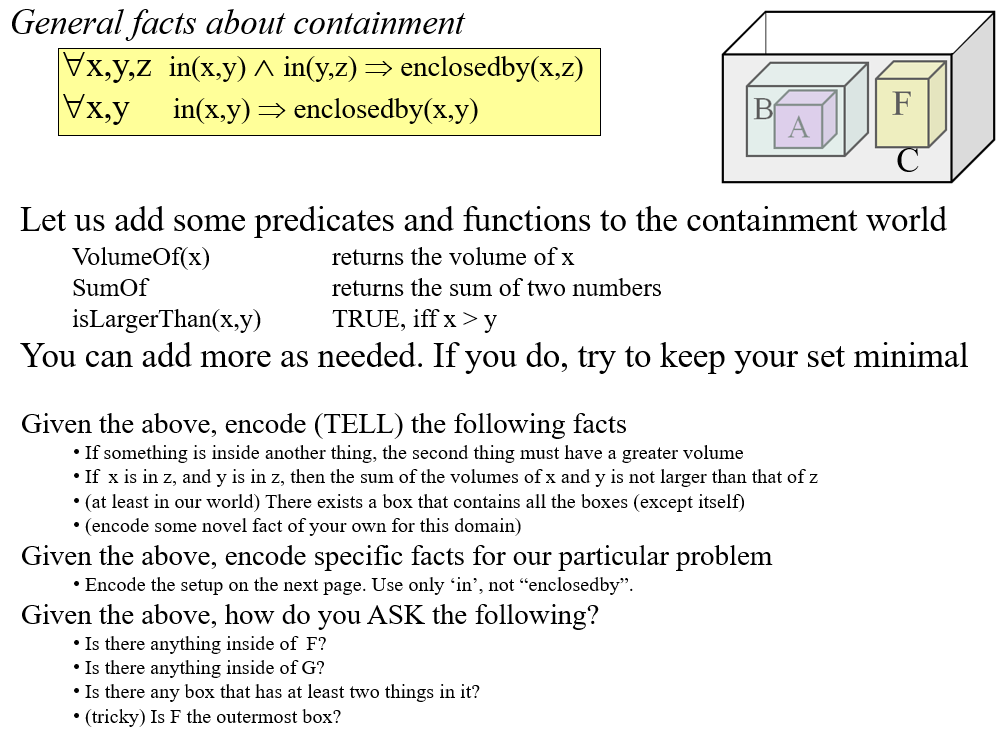 General facts about containment
∀x,y,z in(x,y) ∧ in(y,z) ⇒ enclosedby(x,z)
∀x,y in(x,y) ⇒ enclosedby(x,y)
B
A
F
C
Let us add some predicates and functions to the containment world
VolumeOf(x) returns the volume of x
SumOf returns the sum of two numbers
isLargerThan(x,y) TRUE, iff x > y
You can add more as needed. If you do, try to keep your set minimal
Given the above, encode (TELL) the following facts
• If something is inside another thing, the second thing must have a greater volume
• If x is in z, and y is in z, then the sum of the volumes of x and y is not larger than that of z
• (at least in our world) There exists a box that contains all the boxes (except itself)
• (encode some novel fact of your own for this domain)
Given the above, encode specific facts for our particular problem
• Encode the setup on the next page. Use only ‘in’, not “enclosedby”.
Given the above, how do you ASK the following?
• Is there anything inside of F?
• Is there anything inside of G?
• Is there any box that has at least two things in it?
• (tricky) Is F the outermost box?